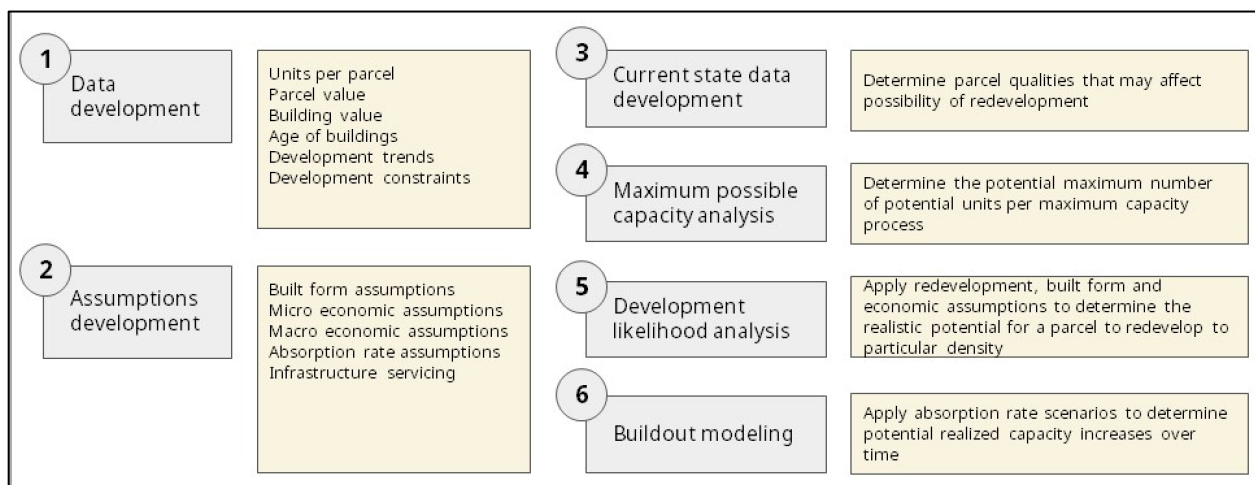 1
Data
development
Units per parcel
Parcel value
Building value
Age of buildings
Development trends
Development constraints
2
Assumptions
development
Built form assumptions
Micro economic assumptions
Macro economic assumptions
Absorption rate assumptions
Infrastructure servicing
3
Current state data
development
Determine parcel qualities that may affect
possibility of redevelopment
4
Maximum possible
capacity analysis
Determine the potential maximum number
of potential units per maximum capacity
process
5
Development
likelihood analysis
Apply redevelopment, built form and
economic assumptions to determine the
realistic potential for a parcel to redevelop to
particular density
6
Buildout modeling
Apply absorption rate scenarios to determine
potential realized capacity increases over
time